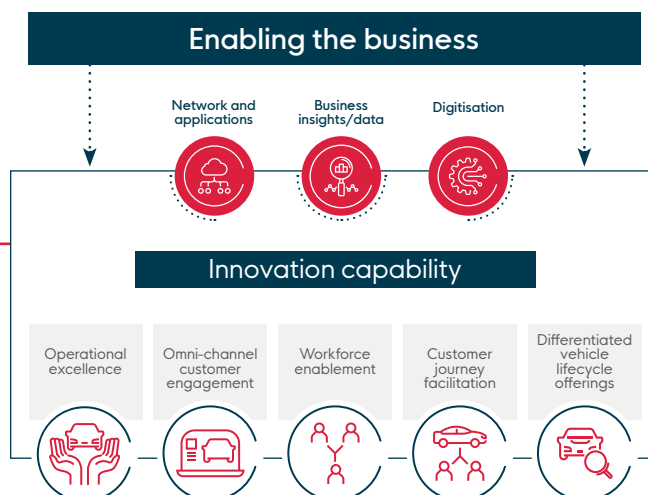 Enabling the business
Network and
applications
Business
insights/data
Digitisation
Innovation capability
Operational
excellence
Omni-channel
customer
engagement
Workforce
enablement
Customer
journey
facilitation
Differentiated
vehicle
lifecycle
offerings